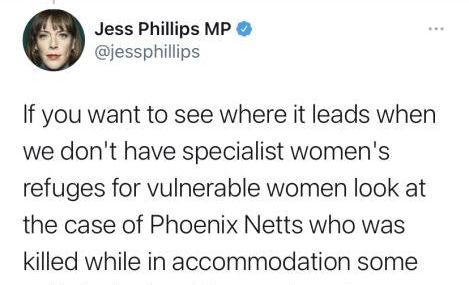 Jess Phillips MP
@jessphillips
If you want to see where it leads when
we don't have specialist women's
refuges for vulnerable women look at
the case of Phoenix Netts who was
killed while in accommodation some